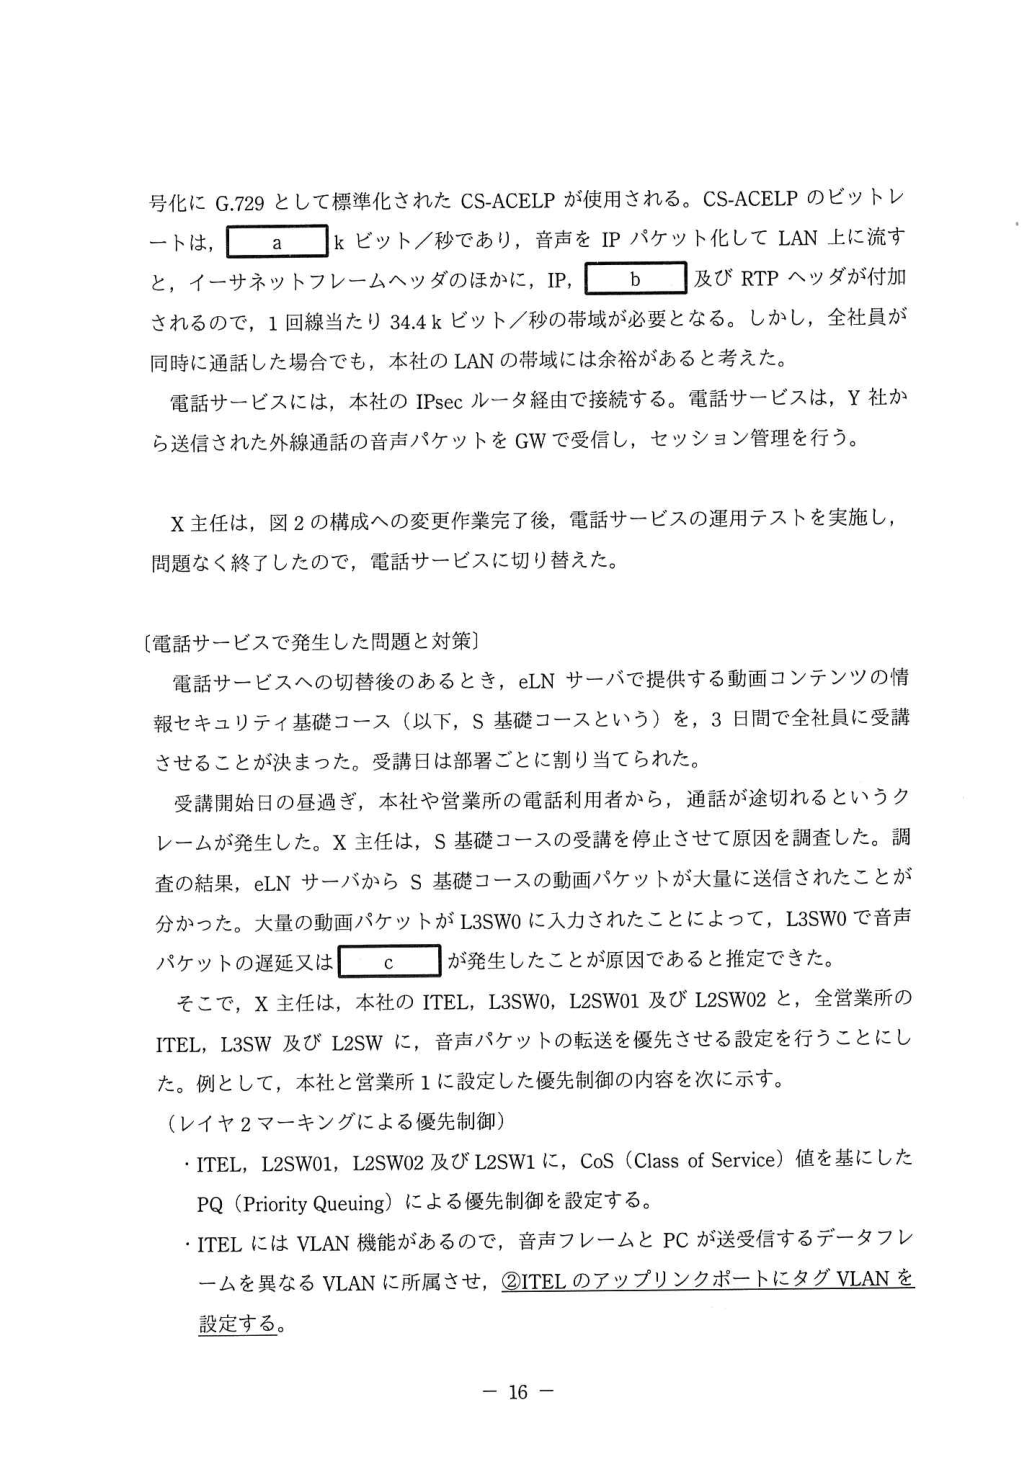 号化に G.729 として標準化された CS-ACELP が使用される。CS-ACELP のビットレ
ートは， a k ビット／秒であり，音声を IP パケット化して LAN 上に流す
と，イーサネットフレームヘッダのほかに，IP， b 及び RTP ヘッダが付加
されるので，1 回線当たり 34.4 k ビット／秒の帯域が必要となる。しかし，全社員が
同時に通話した場合でも，本社の LAN の帯域には余裕があると考えた。
電話サービスには，本社の IPsec ルータ経由で接続する。電話サービスは，Y 社か
ら送信された外線通話の音声パケットを GW で受信し，セッション管理を行う。
X 主任は，図 2 の構成への変更作業完了後，電話サービスの運用テストを実施し，
問題なく終了したので，電話サービスに切り替えた。
〔電話サービスで発生した問題と対策〕
電話サービスへの切替後のあるとき，eLN サーバで提供する動画コンテンツの情
報セキュリティ基礎コース（以下，S 基礎コースという）を，3 日間で全社員に受講
させることが決まった。受講日は部署ごとに割り当てられた。
受講開始日の昼過ぎ，本社や営業所の電話利用者から，通話が途切れるというク
レームが発生した。X 主任は，S 基礎コースの受講を停止させて原因を調査した。調
査の結果，eLN サーバから S 基礎コースの動画パケットが大量に送信されたことが
分かった。大量の動画パケットが L3SW0 に入力されたことによって，L3SW0 で音声
パケットの遅延又は c が発生したことが原因であると推定できた。
そこで，X 主任は，本社の ITEL，L3SW0，L2SW01 及び L2SW02 と，全営業所の
ITEL，L3SW 及び L2SW に，音声パケットの転送を優先させる設定を行うことにし
た。例として，本社と営業所 1 に設定した優先制御の内容を次に示す。
（レイヤ 2 マーキングによる優先制御）
・ITEL，L2SW01，L2SW02 及び L2SW1 に，CoS（Class of Service）値を基にした
PQ（Priority Queuing）による優先制御を設定する。
・ITEL には VLAN 機能があるので，音声フレームと PC が送受信するデータフレ
ームを異なる VLAN に所属させ，②ITEL のアップリンクポートにタグ VLAN を
設定する。
－ 16 －